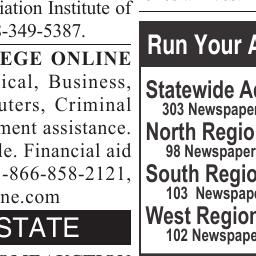 iation Institute of
-349-5387.
EGE ONLINE
ical, Business,
uters, Criminal
ment assistance.
le. Financial aid
-866-858-2121,
ne.com
STATE
Run Your A
Statewide Ad
303 Newspaper
North Regio
98 Newspaper
South Regio
103 Newspape
West Region
102 Newspape